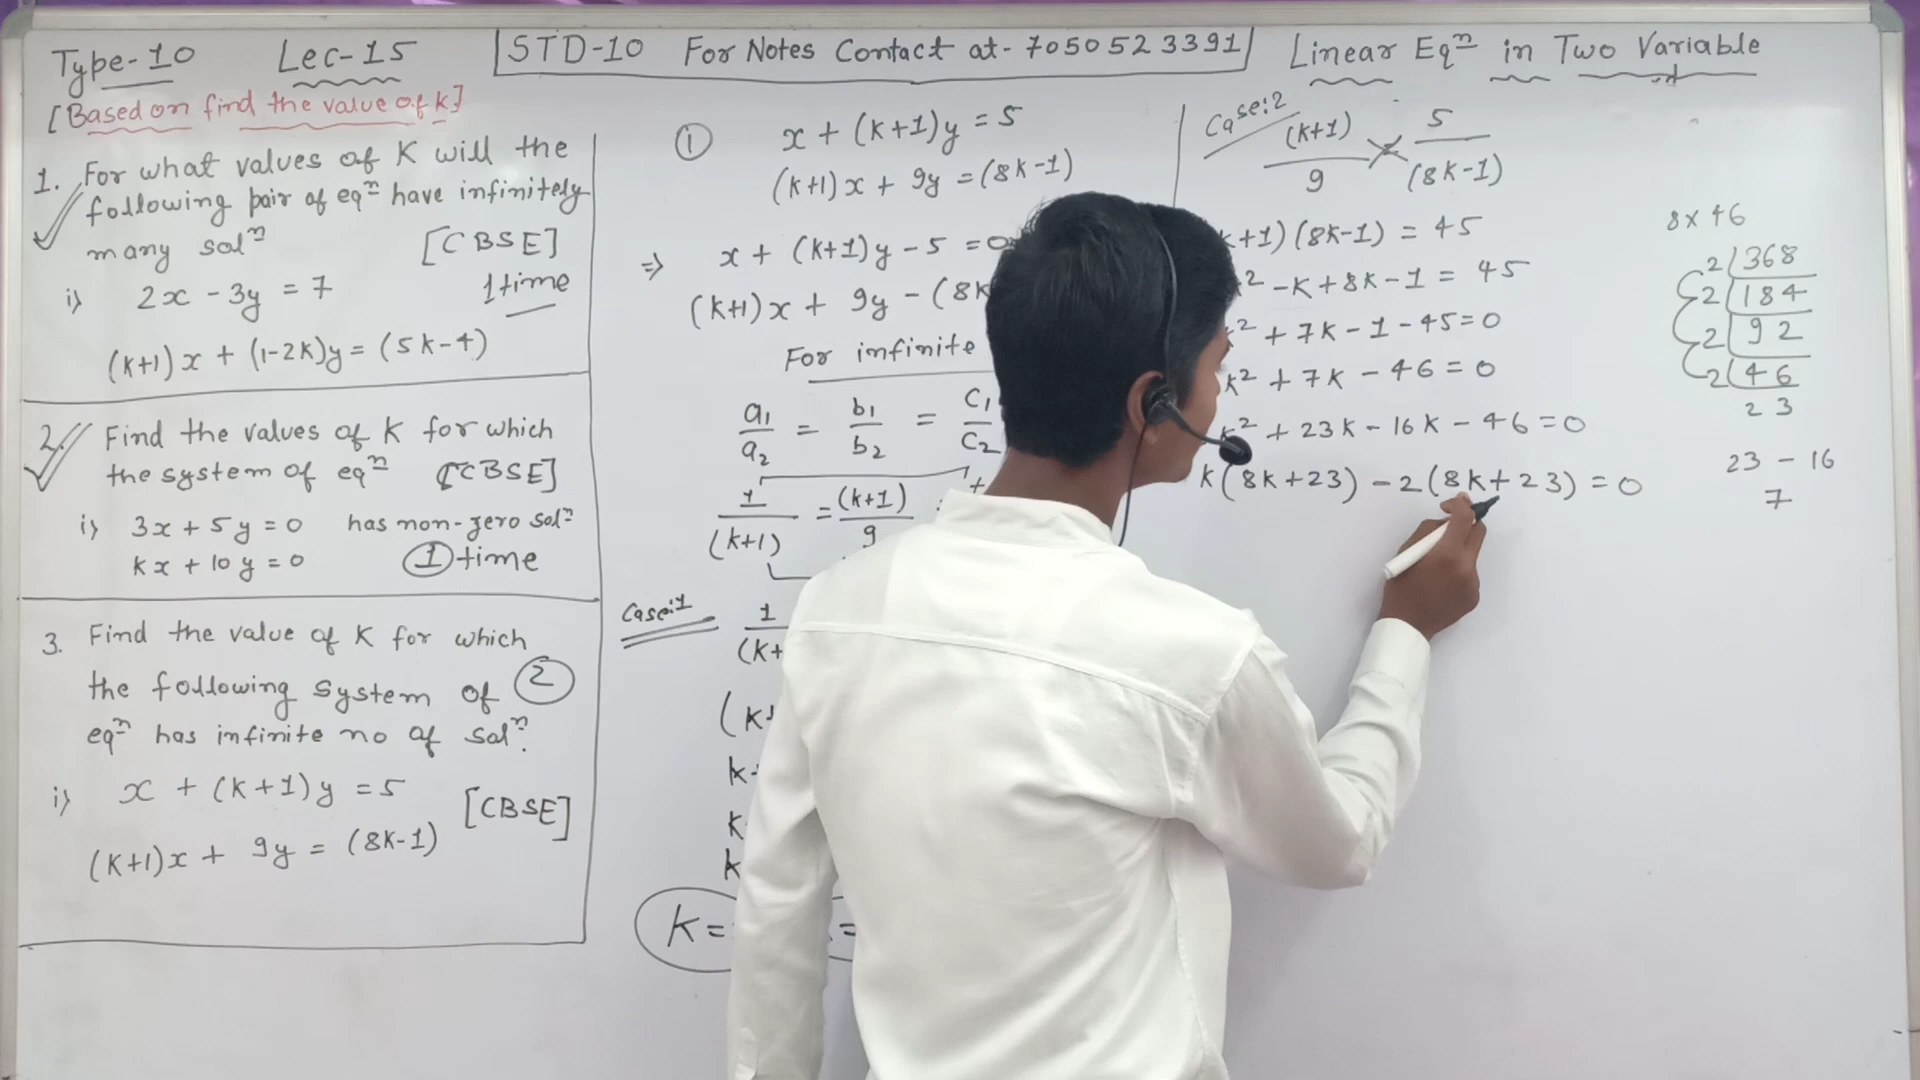 Type-10 Lec-15 STD-10 For Notes Contact at- 7050523391 Linear Eqⁿ in Two Variable
[Based on find the value of k]
1. For what values of K will the
following pair of eqⁿ have infinitely
many solⁿ [CBSE]
i) 2x - 3y = 7 1 time
(k+1)x + (1-2k)y = (5k-4)
2. Find the values of K for which
the system of eqⁿ [CBSE]
i) 3x + 5y = 0 has non-zero solⁿ
kx + 10y = 0 ① time
3. Find the value of K for which
the following system of ②
eqⁿ has infinite no of solⁿ.
i) x + (k+1)y = 5
[CBSE]
(k+1)x + 9y = (8k-1)
① x + (k+1)y = 5
(k+1)x + 9y = (8k-1)
⇒ x + (k+1)y - 5 = 0
(k+1)x + 9y - (8k
For infinite
a₁/a₂ = b₁/b₂ = c₁/c₂
1/(k+1) = (k+1)/9
Case:1 1
(k+
(k+
k
k
k
k =
Case:2 (k+1)/9 × 5/(8k-1)
+1)(8k-1) = 45
k² - k + 8k - 1 = 45
k² + 7k - 1 - 45 = 0
k² + 7k - 46 = 0
k² + 23k - 16k - 46 = 0
k(8k+23) - 2(8k+23) = 0
8 x 46
2 | 368
2 | 184
2 | 92
2 | 46
23
23 - 16
7